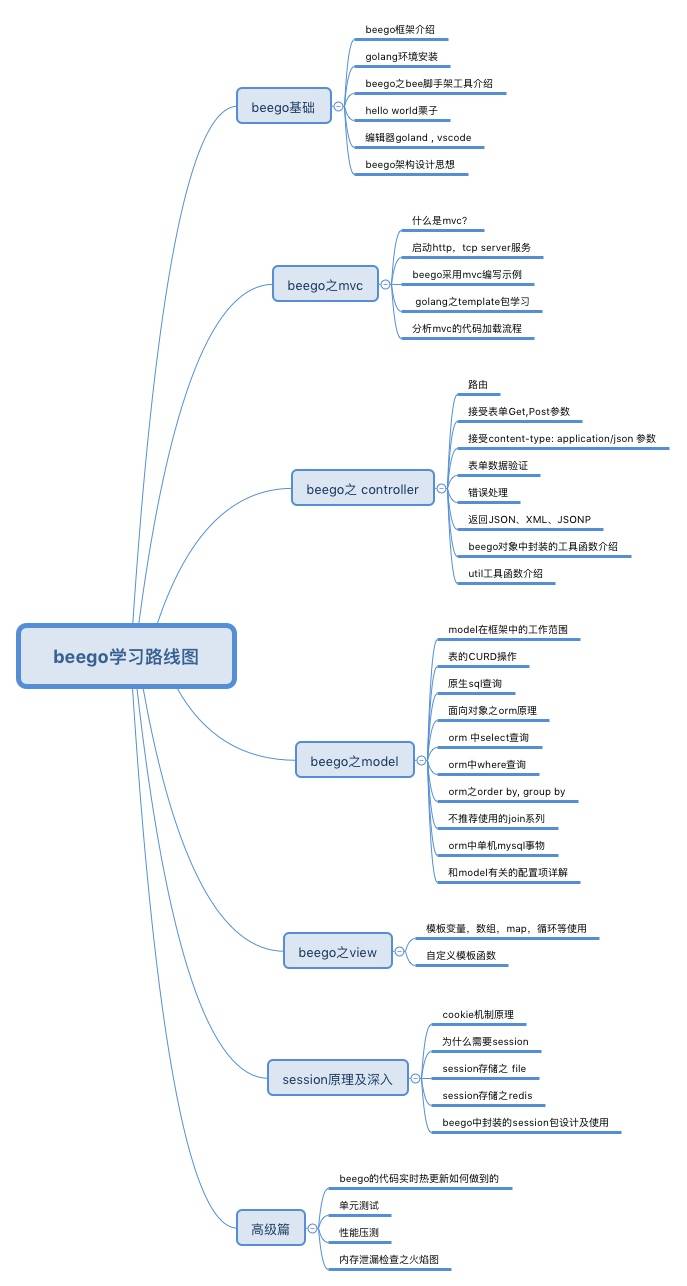 beego学习路线图
beego基础
beego框架介绍
golang环境安装
beego之bee脚手架工具介绍
hello world栗子
编辑器goland , vscode
beego架构设计思想
beego之mvc
什么是mvc?
启动http，tcp server服务
beego采用mvc编写示例
golang之template包学习
分析mvc的代码加载流程
beego之 controller
路由
接受表单Get,Post参数
接受content-type: application/json 参数
表单数据验证
错误处理
返回JSON、XML、JSONP
beego对象中封装的工具函数介绍
util工具函数介绍
beego之model
model在框架中的工作范围
表的CURD操作
原生sql查询
面向对象之orm原理
orm 中select查询
orm中where查询
orm之order by, group by
不推荐使用的join系列
orm中单机mysql事物
和model有关的配置项详解
beego之view
模板变量，数组，map，循环等使用
自定义模板函数
session原理及深入
cookie机制原理
为什么需要session
session存储之 file
session存储之redis
beego中封装的session包设计及使用
高级篇
beego的代码实时热更新如何做到的
单元测试
性能压测
内存泄漏检查之火焰图